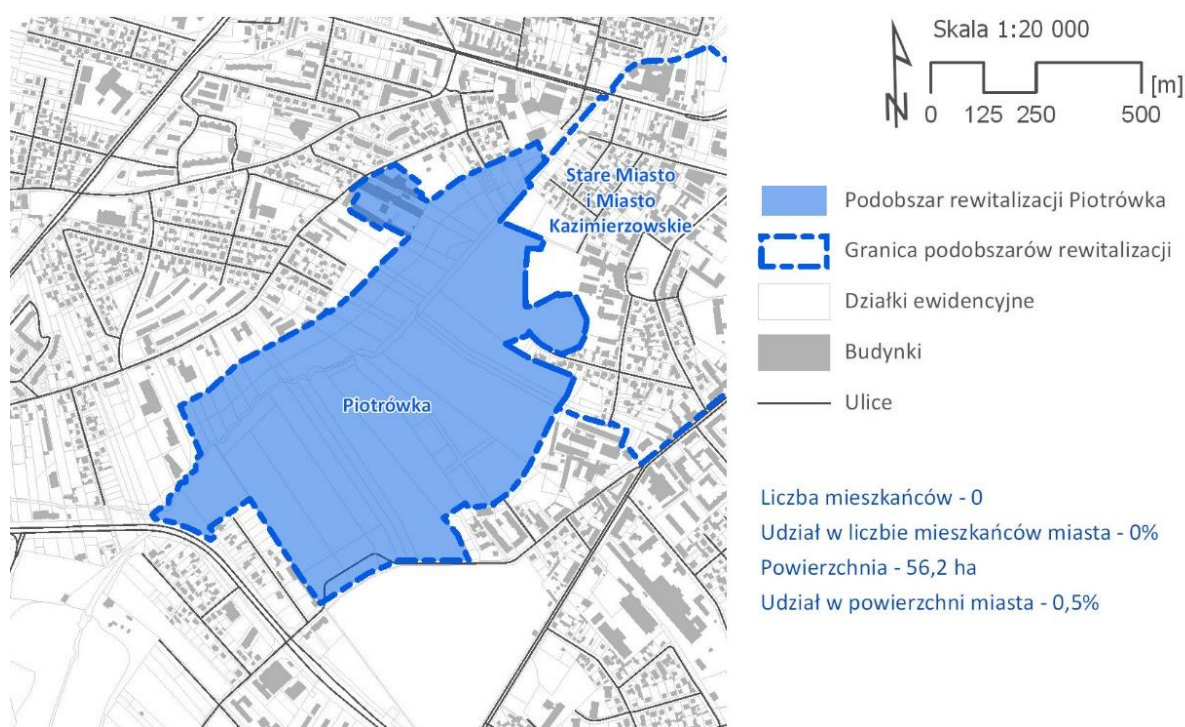 Skala 1:20 000
[m]
0 125 250 500
N
Stare Miasto
i Miasto
Kazimierzowskie
Piotrówka
Podobszar rewitalizacji Piotrówka
Granica podobszarów rewitalizacji
Działki ewidencyjne
Budynki
Ulice
Liczba mieszkańców - 0
Udział w liczbie mieszkańców miasta - 0%
Powierzchnia - 56,2 ha
Udział w powierzchni miasta - 0,5%